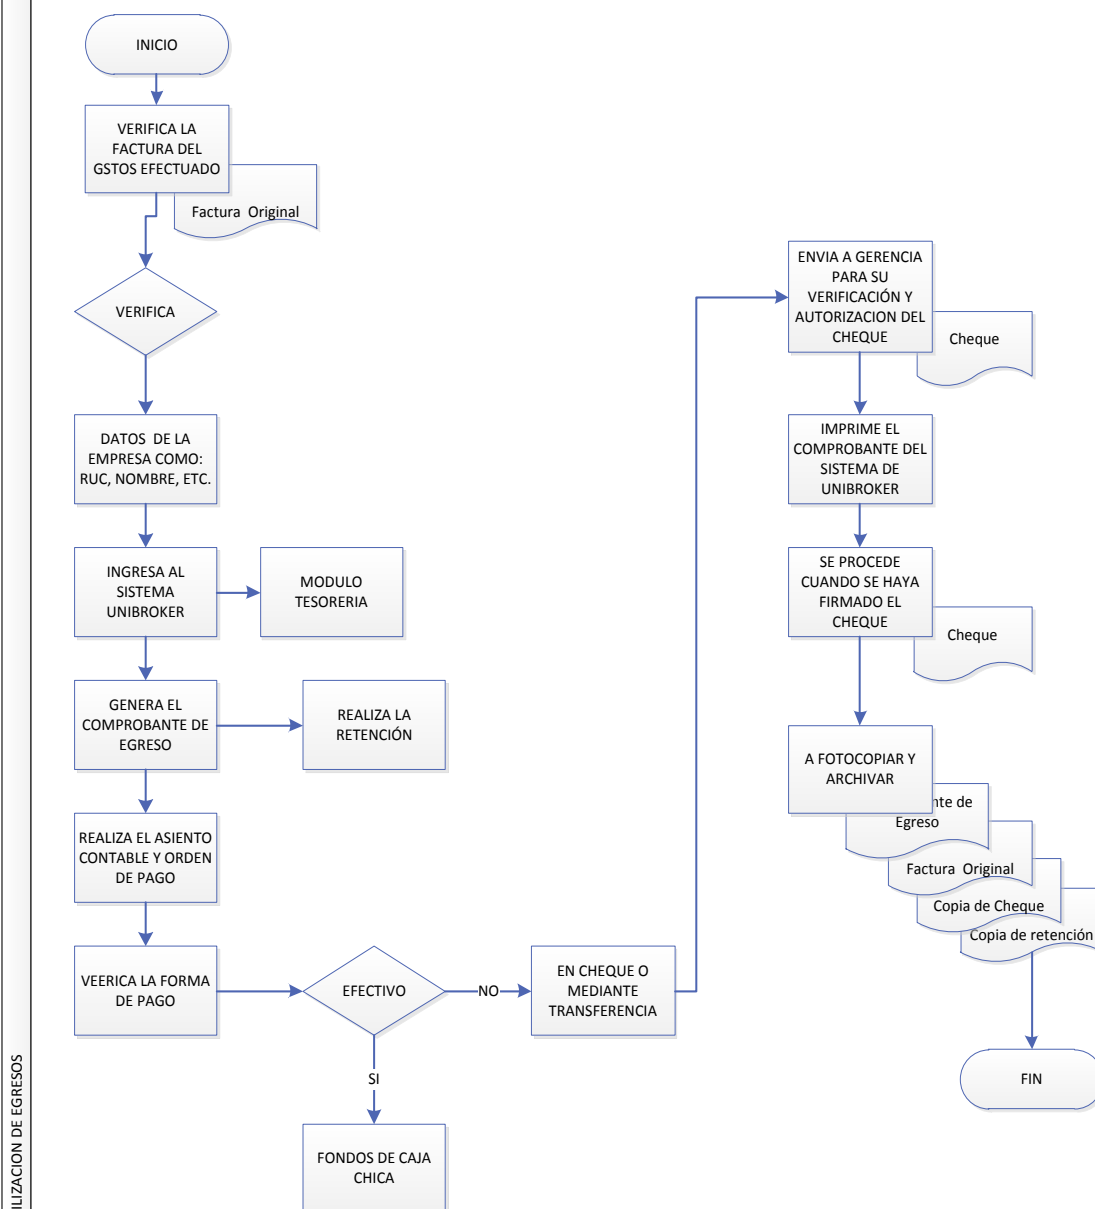 INICIO
VERIFICA LA
FACTURA DEL
GSTOS EFECTUADO
Factura Original
VERIFICA
DATOS DE LA
EMPRESA COMO:
RUC, NOMBRE, ETC.
INGRESA AL
SISTEMA
UNIBROKER
MODULO
TESORERIA
GENERA EL
COMPROBANTE DE
EGRESO
REALIZA LA
RETENCIÓN
REALIZA EL ASIENTO
CONTABLE Y ORDEN
DE PAGO
VEERICA LA FORMA
DE PAGO
EFECTIVO
NO
EN CHEQUE O
MEDIANTE
TRANSFERENCIA
SI
FONDOS DE CAJA
CHICA
ENVIA A GERENCIA
PARA SU
VERIFICACIÓN Y
AUTORIZACION DEL
CHEQUE
Cheque
IMPRIME EL
COMPROBANTE DEL
SISTEMA DE
UNIBROKER
SE PROCEDE
CUANDO SE HAYA
FIRMADO EL
CHEQUE
Cheque
A FOTOCOPIAR Y
ARCHIVAR
nte de
Egreso
Factura Original
Copia de Cheque
Copia de retención
FIN
ILIZACION DE EGRESOS